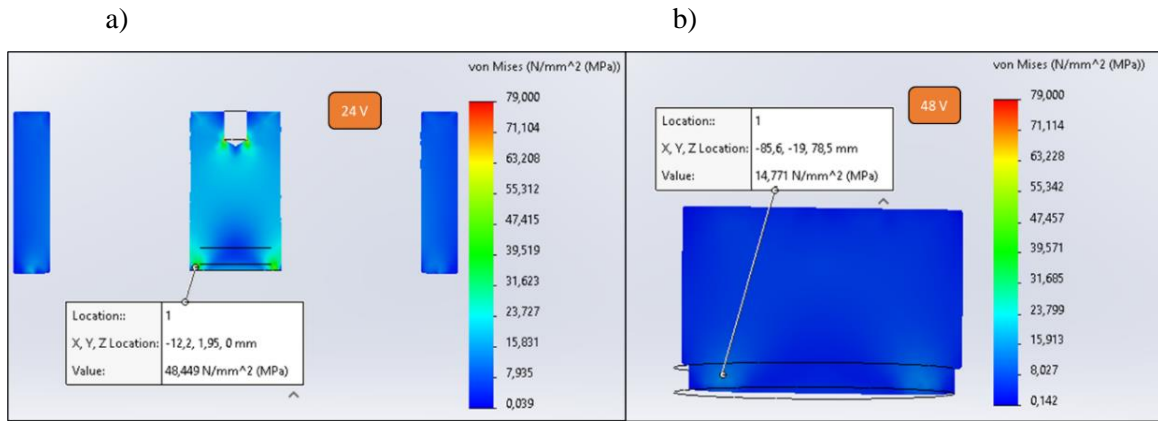 a)
b)
von Mises (N/mm^2 (MPa))
24 V
79,000
71,104
63,208
55,312
47,415
39,519
31,623
23,727
15,831
7,935
0,039
Location:: 1
X, Y, Z Location: -12,2, 1,95, 0 mm
Value: 48,449 N/mm^2 (MPa)
von Mises (N/mm^2 (MPa))
48 V
Location:: 1
X, Y, Z Location: -85,6, -19, 78,5 mm
Value: 14,771 N/mm^2 (MPa)
79,000
71,114
63,228
55,342
47,457
39,571
31,685
23,799
15,913
8,027
0,142